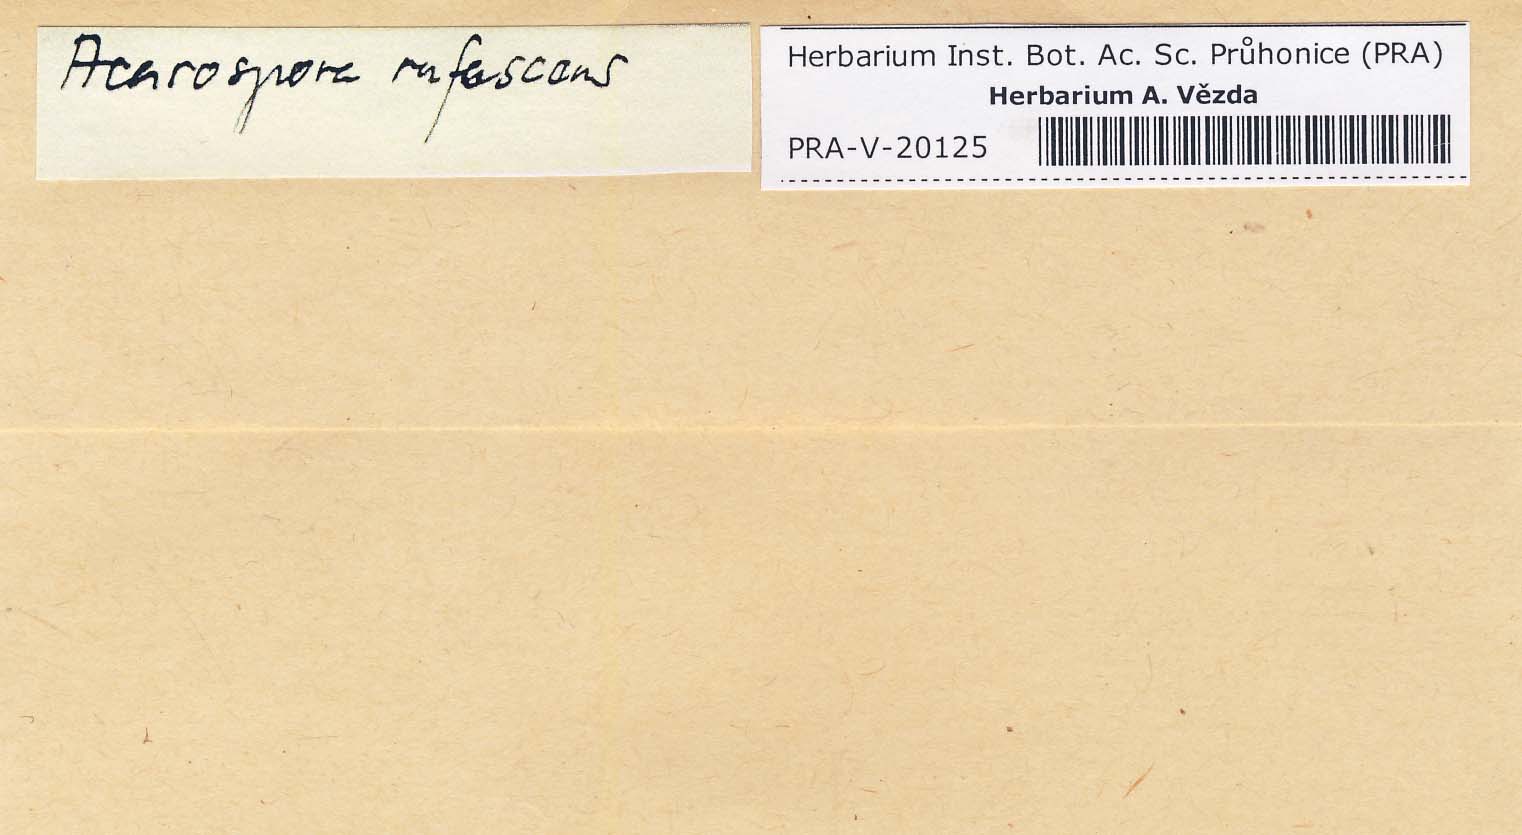 Acarospora rufescens
Herbarium Inst. Bot. Ac. Sc. Průhonice (PRA)
Herbarium A. Vězda
PRA-V-20125